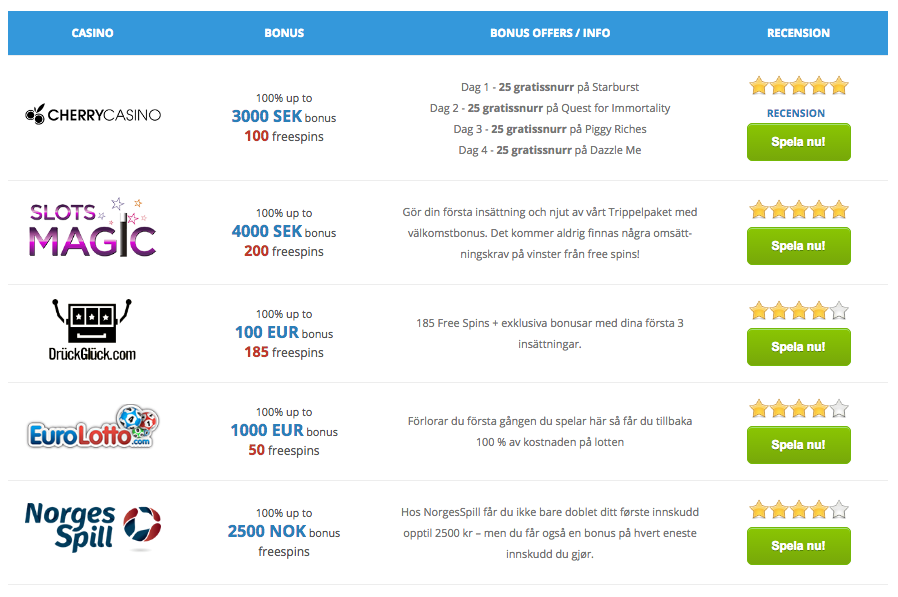 CASINO BONUS BONUS OFFERS / INFO RECENSION
CHERRYCASINO
100% up to
3000 SEK bonus
100 freespins
Dag 1 - 25 gratissnurr på Starburst
Dag 2 - 25 gratissnurr på Quest for Immortality
Dag 3 - 25 gratissnurr på Piggy Riches
Dag 4 - 25 gratissnurr på Dazzle Me
RECENSION
Spela nu!
SLOTS
MAGIC
100% up to
4000 SEK bonus
200 freespins
Gör din första insättning och njut av vårt Trippelpaket med
välkomstbonus. Det kommer aldrig finnas några omsätt-
ningskrav på vinster från free spins!
Spela nu!
DrückGlück.com
100% up to
100 EUR bonus
185 freespins
185 Free Spins + exklusiva bonusar med dina första 3
insättningar.
Spela nu!
EuroLotto.com
100% up to
1000 EUR bonus
50 freespins
Förlorar du första gången du spelar här så får du tillbaka
100 % av kostnaden på lotten
Spela nu!
Norges
Spill
100% up to
2500 NOK bonus
freespins
Hos NorgesSpill får du ikke bare doblet ditt første innskudd
opptil 2500 kr – men du får også en bonus på hvert eneste
innskudd du gjør.
Spela nu!